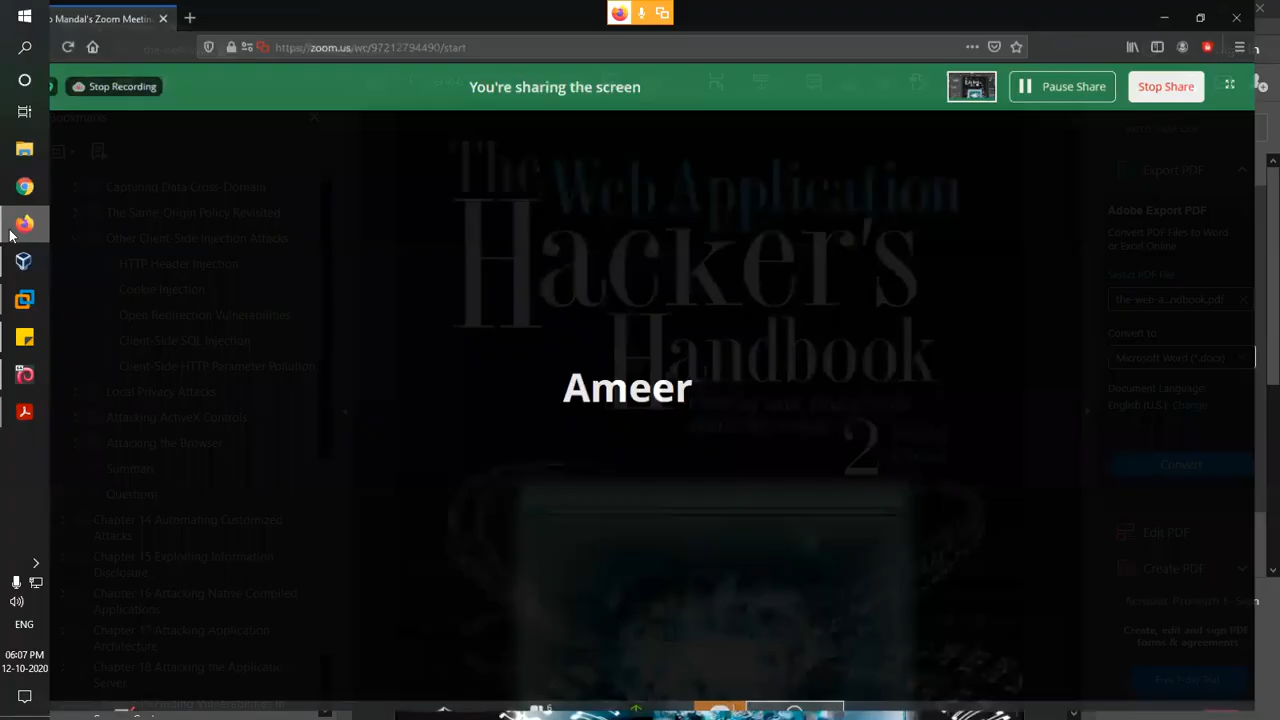 o Mandal's Zoom Meetin
https://zoom.us/wc/97212794490/start
Stop Recording
You're sharing the screen
Pause Share
Stop Share
Bookmarks
Capturing Data Cross-Domain
The Same-Origin Policy Revisited
Other Client-Side Injection Attacks
HTTP Header Injection
Cookie Injection
Open Redirection Vulnerabilities
Client-Side SQL Injection
Client-Side HTTP Parameter Pollution
Local Privacy Attacks
Attacking ActiveX Controls
Attacking the Browser
Summary
Questions
Chapter 14 Automating Customized
Attacks
Chapter 15 Exploiting Information
Disclosure
Chapter 16 Attacking Native Compiled
Applications
Chapter 17 Attacking Application
Architecture
Chapter 18 Attacking the Application
Server
The
Web Application
Hacker's
Handbook
2
Ameer
Export PDF
Adobe Export PDF
Convert PDF Files to Word
or Excel Online
Select PDF File
the-web-a...ndbook.pdf
Convert to
Microsoft Word (*.docx)
Document Language:
English (U.S.) Change
Convert
Edit PDF
Create PDF
Create, edit and sign PDF
forms & agreements
ENG
06:07 PM
12-10-2020